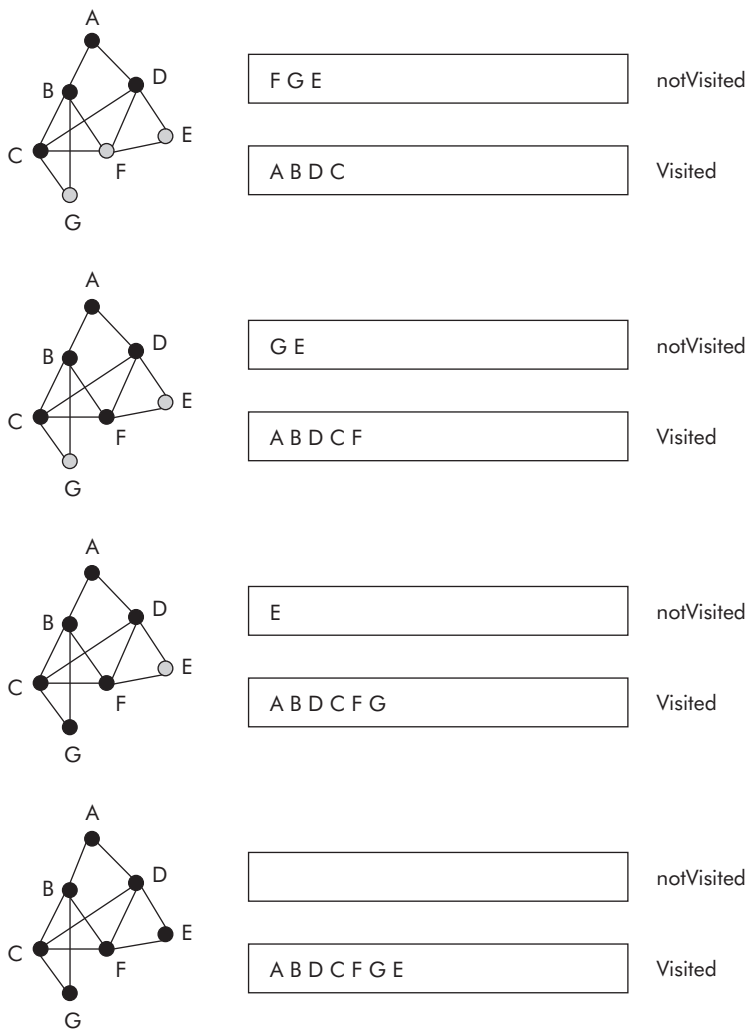 A
D
F G E notVisited
B
E
C
F
A B D C Visited
G
A
D
G E notVisited
B
E
C
F
A B D C F Visited
G
A
D
E notVisited
B
E
C
F
A B D C F G Visited
G
A
D
notVisited
B
E
C
F
A B D C F G E Visited
G